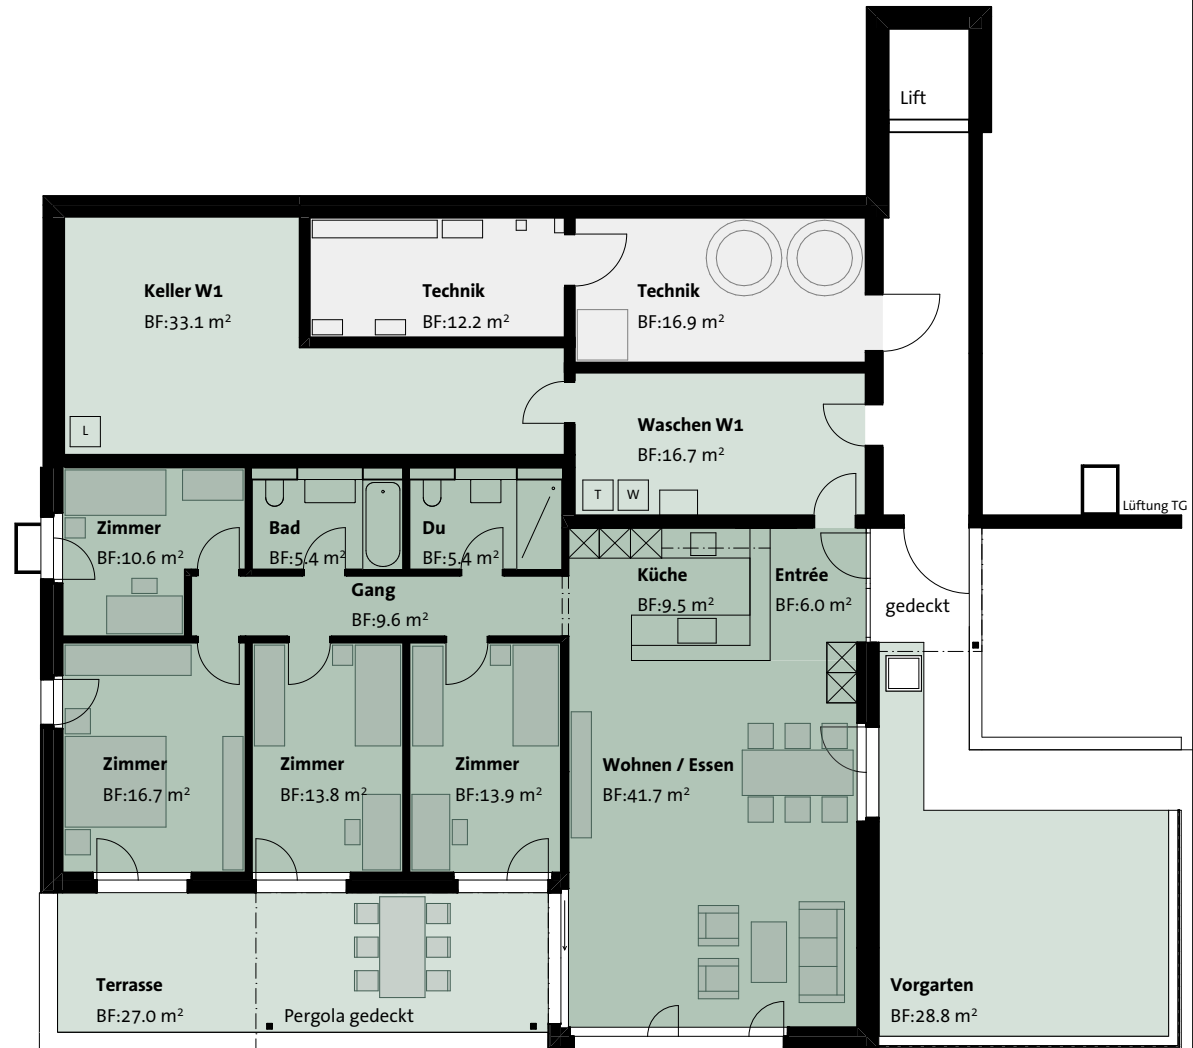 Lift
Keller W1
BF:33.1 m²
Technik
BF:12.2 m²
Technik
BF:16.9 m²
L
Waschen W1
BF:16.7 m²
T
W
Lüftung TG
Zimmer
BF:10.6 m²
Bad
BF:5.4 m²
Du
BF:5.4 m²
Gang
BF:9.6 m²
Küche
BF:9.5 m²
Entrée
BF:6.0 m²
gedeckt
Zimmer
BF:16.7 m²
Zimmer
BF:13.8 m²
Zimmer
BF:13.9 m²
Wohnen / Essen
BF:41.7 m²
Terrasse
BF:27.0 m²
Pergola gedeckt
Vorgarten
BF:28.8 m²